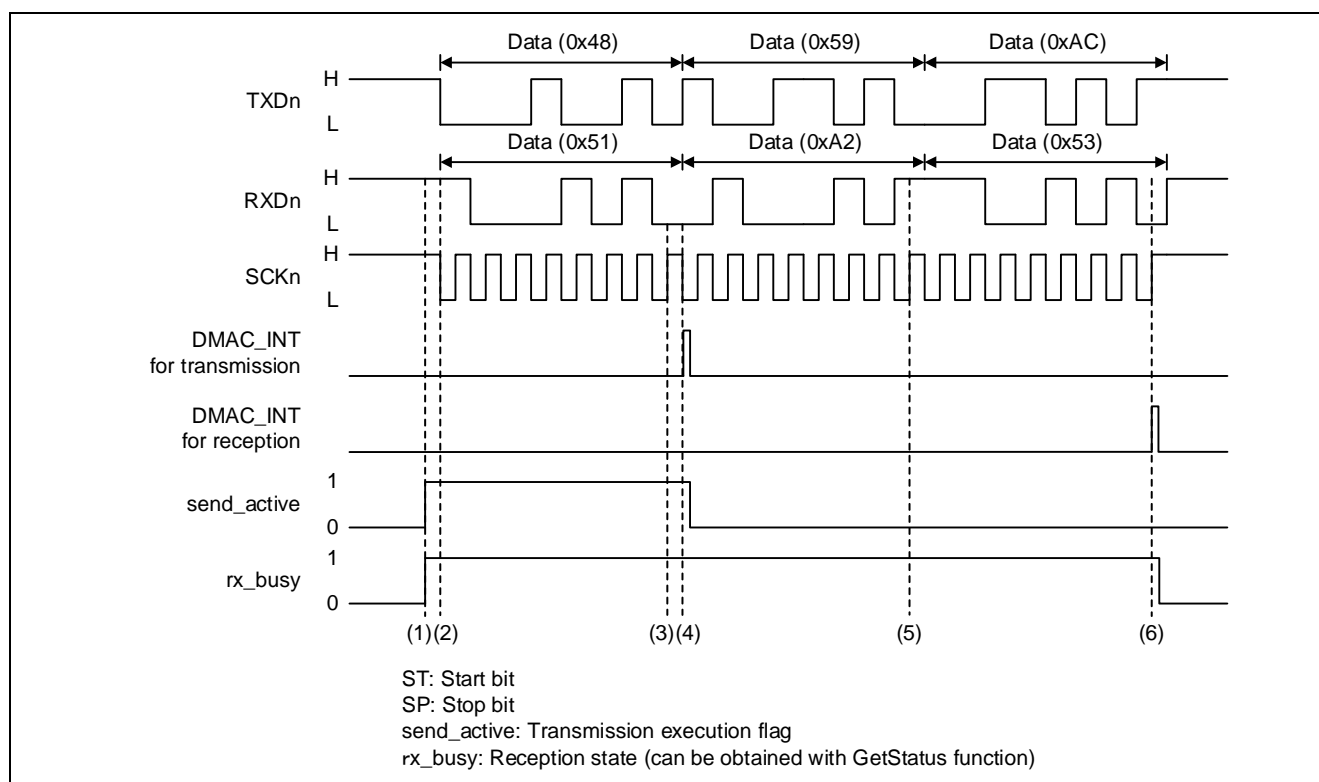 Data (0x48) Data (0x59) Data (0xAC)
H
TXDn
L
Data (0x51) Data (0xA2) Data (0x53)
H
RXDn
L
H
SCKn
L
DMAC_INT
for transmission
DMAC_INT
for reception
1
send_active
0
1
rx_busy
0
(1) (2) (3) (4) (5) (6)
ST: Start bit
SP: Stop bit
send_active: Transmission execution flag
rx_busy: Reception state (can be obtained with GetStatus function)